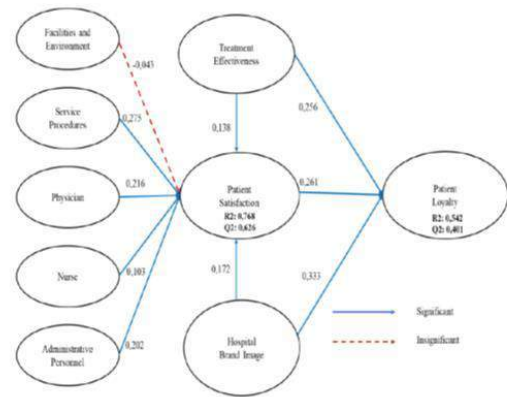 Facilities and
Environment
-0,043
Service
Procedures
0,275
Physician
0,216
Nurse
0,103
Administrative
Personnel
0,202
Treatment
Effectiveness
0,138
0,256
Patient
Satisfaction
R2: 0,768
Q2: 0,626
0,261
0,172
Hospital
Brand Image
0,333
Patient
Loyalty
R2: 0,542
Q2: 0,401
Significant
Insignificant